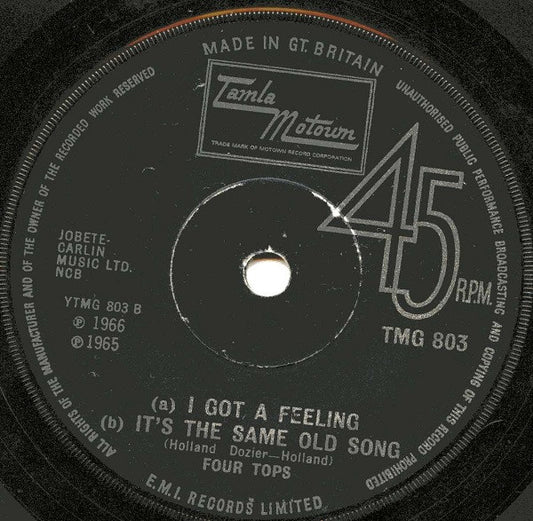 MADE IN GT. BRITAIN
UNAUTHORISED PUBLIC PERFORMANCE BROADCASTING AND COPYING OF THIS RECORD PROHIBITED
ALL RIGHTS OF THE MANUFACTURER AND OF THE OWNER OF THE RECORDED WORK RESERVED
Tamla
Motown
TRADE MARK OF MOTOWN RECORD CORPORATION
45
R.P.M.
TMG 803
JOBETE-
CARLIN
MUSIC LTD.
NCB
YTMG 803 B
℗ 1966
℗ 1965
(a) I GOT A FEELING
(b) IT'S THE SAME OLD SONG
(Holland Dozier—Holland)
FOUR TOPS
E.M.I. RECORDS LIMITED